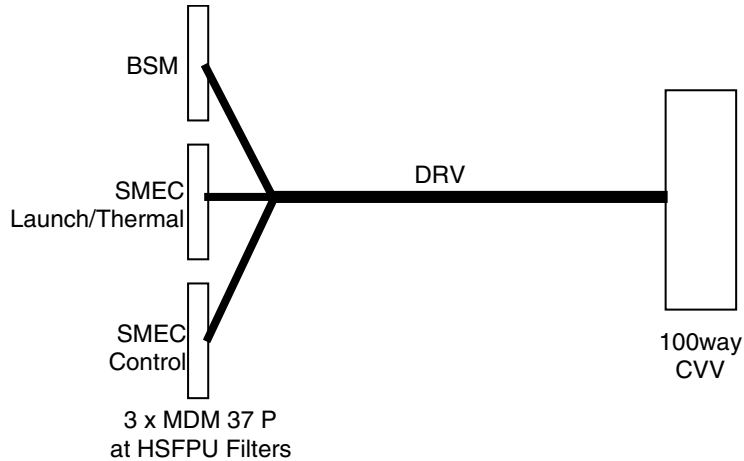 BSM
DRV
SMEC
Launch/Thermal
SMEC
Control
100way
CVV
3 x MDM 37 P
at HSFPU Filters